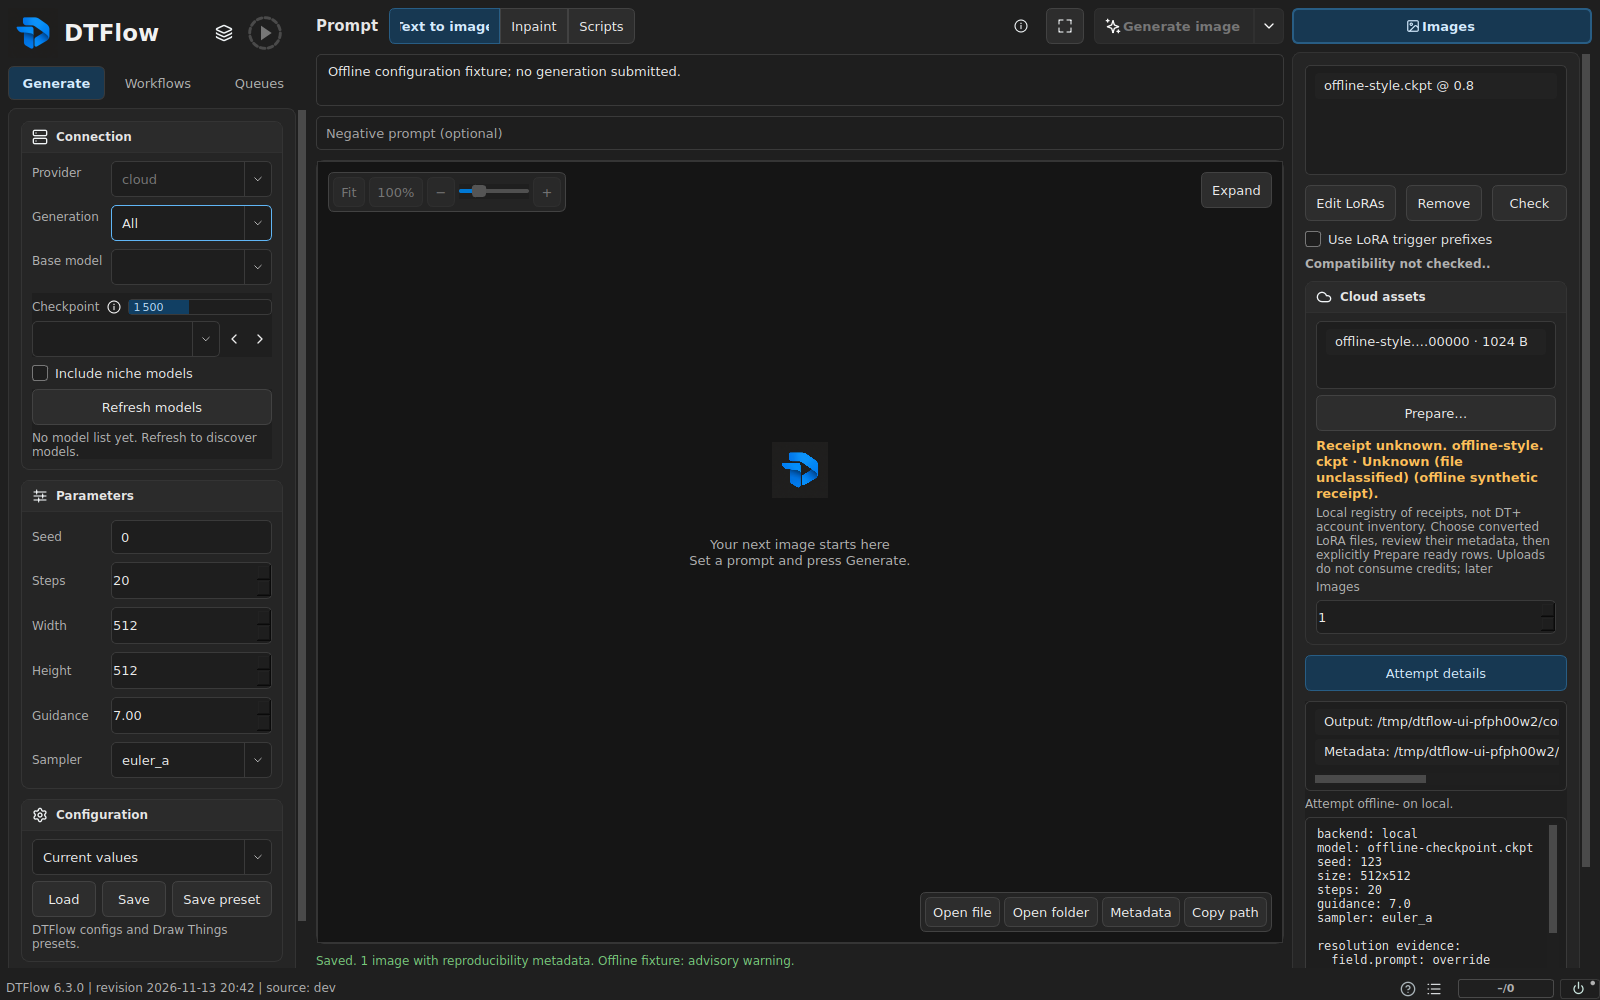 DTFlow
Generate
Workflows
Queues
Connection
Provider
cloud
Generation
All
Base model
Checkpoint
1 500
Include niche models
Refresh models
No model list yet. Refresh to discover
models.
Parameters
Seed
0
Steps
20
Width
512
Height
512
Guidance
7.00
Sampler
euler_a
Configuration
Current values
Load
Save
Save preset
DTFlow configs and Draw Things
presets.
Prompt
Text to image
Inpaint
Scripts
Generate image
Offline configuration fixture; no generation submitted.
Negative prompt (optional)
Fit
100%
−
+
Expand
Your next image starts here
Set a prompt and press Generate.
Open file
Open folder
Metadata
Copy path
Saved. 1 image with reproducibility metadata. Offline fixture: advisory warning.
Images
offline-style.ckpt @ 0.8
Edit LoRAs
Remove
Check
Use LoRA trigger prefixes
Compatibility not checked..
Cloud assets
offline-style....00000 · 1024 B
Prepare...
Receipt unknown. offline-style.
ckpt · Unknown (file
unclassified) (offline synthetic
receipt).
Local registry of receipts, not DT+
account inventory. Choose converted
LoRA files, review their metadata, then
explicitly Prepare ready rows. Uploads
do not consume credits; later
Images
1
Attempt details
Output: /tmp/dtflow-ui-pfph00w2/co
Metadata: /tmp/dtflow-ui-pfph00w2/
Attempt offline- on local.
backend: local
model: offline-checkpoint.ckpt
seed: 123
size: 512x512
steps: 20
guidance: 7.0
sampler: euler_a
resolution evidence:
field.prompt: override
DTFlow 6.3.0 | revision 2026-11-13 20:42 | source: dev
–/0